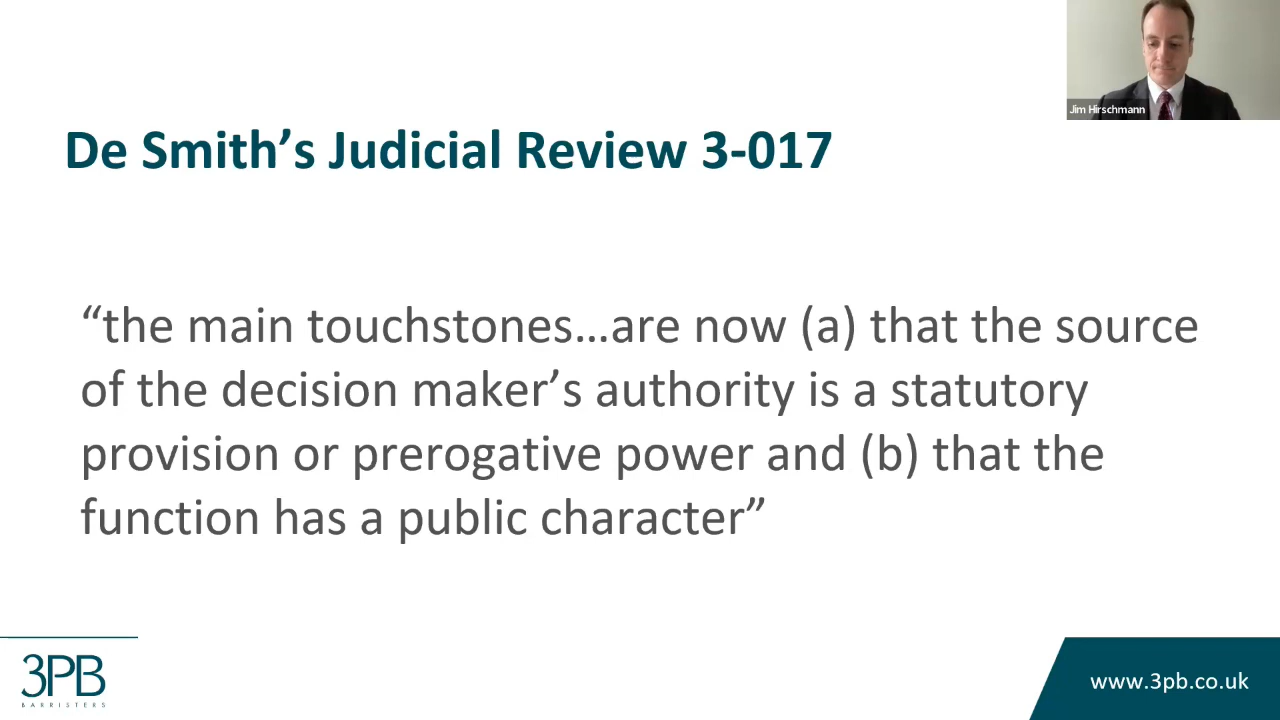 Jim Hirschmann
De Smith’s Judicial Review 3-017
“the main touchstones…are now (a) that the source
of the decision maker’s authority is a statutory
provision or prerogative power and (b) that the
function has a public character”
3PB
BARRISTERS
www.3pb.co.uk